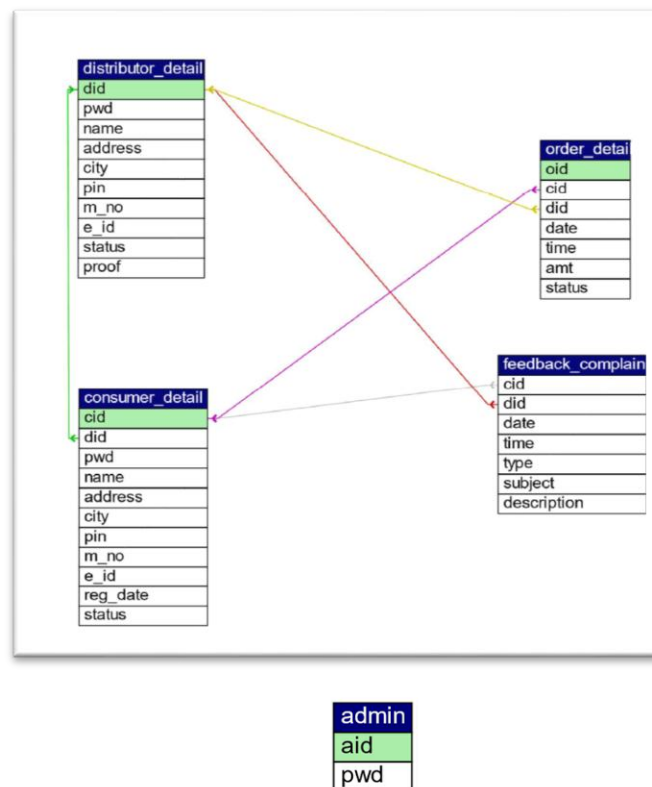 distributor_detail
did
pwd
name
address
city
pin
m_no
e_id
status
proof
order_detai
oid
cid
did
date
time
amt
status
consumer_detail
cid
did
pwd
name
address
city
pin
m_no
e_id
reg_date
status
feedback_complain
cid
did
date
time
type
subject
description
admin
aid
pwd